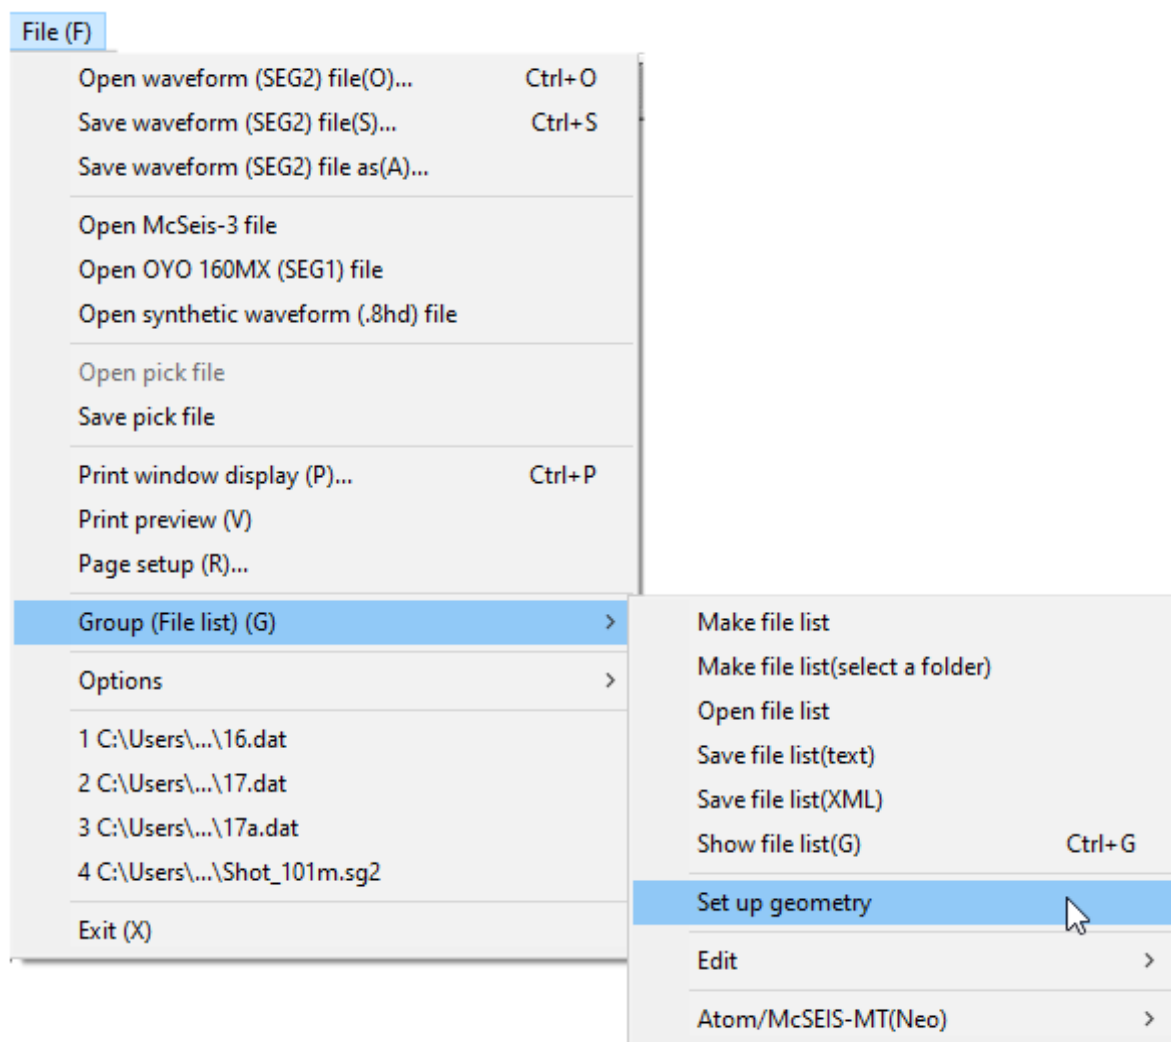 File (F)
Open waveform (SEG2) file(O)... Ctrl+O
Save waveform (SEG2) file(S)... Ctrl+S
Save waveform (SEG2) file as(A)...
Open McSeis-3 file
Open OYO 160MX (SEG1) file
Open synthetic waveform (.8hd) file
Open pick file
Save pick file
Print window display (P)... Ctrl+P
Print preview (V)
Page setup (R)...
Group (File list) (G)
Options
1 C:\Users\...\16.dat
2 C:\Users\...\17.dat
3 C:\Users\...\17a.dat
4 C:\Users\...\Shot_101m.sg2
Exit (X)
Make file list
Make file list(select a folder)
Open file list
Save file list(text)
Save file list(XML)
Show file list(G) Ctrl+G
Set up geometry
Edit
Atom/McSEIS-MT(Neo)